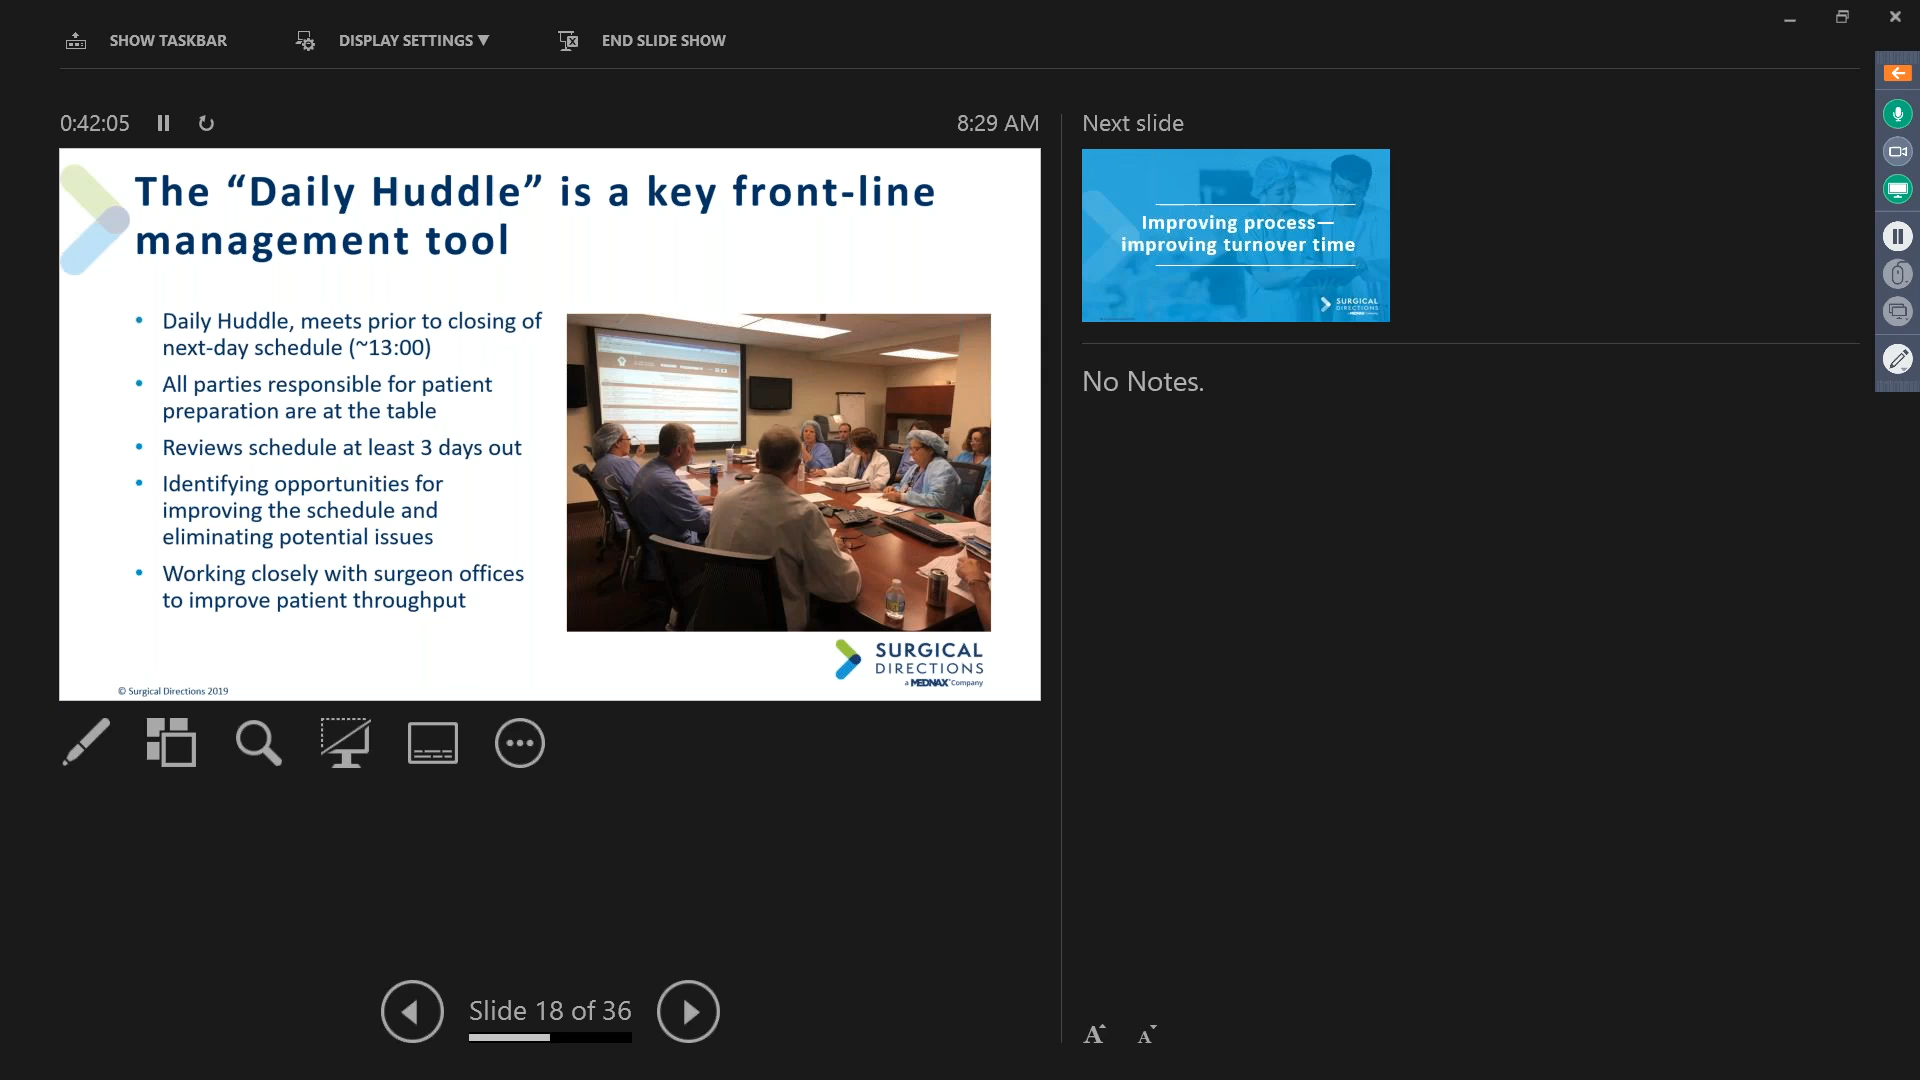 SHOW TASKBAR
DISPLAY SETTINGS ▼
END SLIDE SHOW
0:42:05
8:29 AM
The “Daily Huddle” is a key front-line
management tool
• Daily Huddle, meets prior to closing of
next-day schedule (~13:00)
• All parties responsible for patient
preparation are at the table
• Reviews schedule at least 3 days out
• Identifying opportunities for
improving the schedule and
eliminating potential issues
• Working closely with surgeon offices
to improve patient throughput
SURGICAL
DIRECTIONS
a MEDNAX Company
© Surgical Directions 2019
Slide 18 of 36
Next slide
Improving process—
improving turnover time
SURGICAL
DIRECTIONS
No Notes.
A A